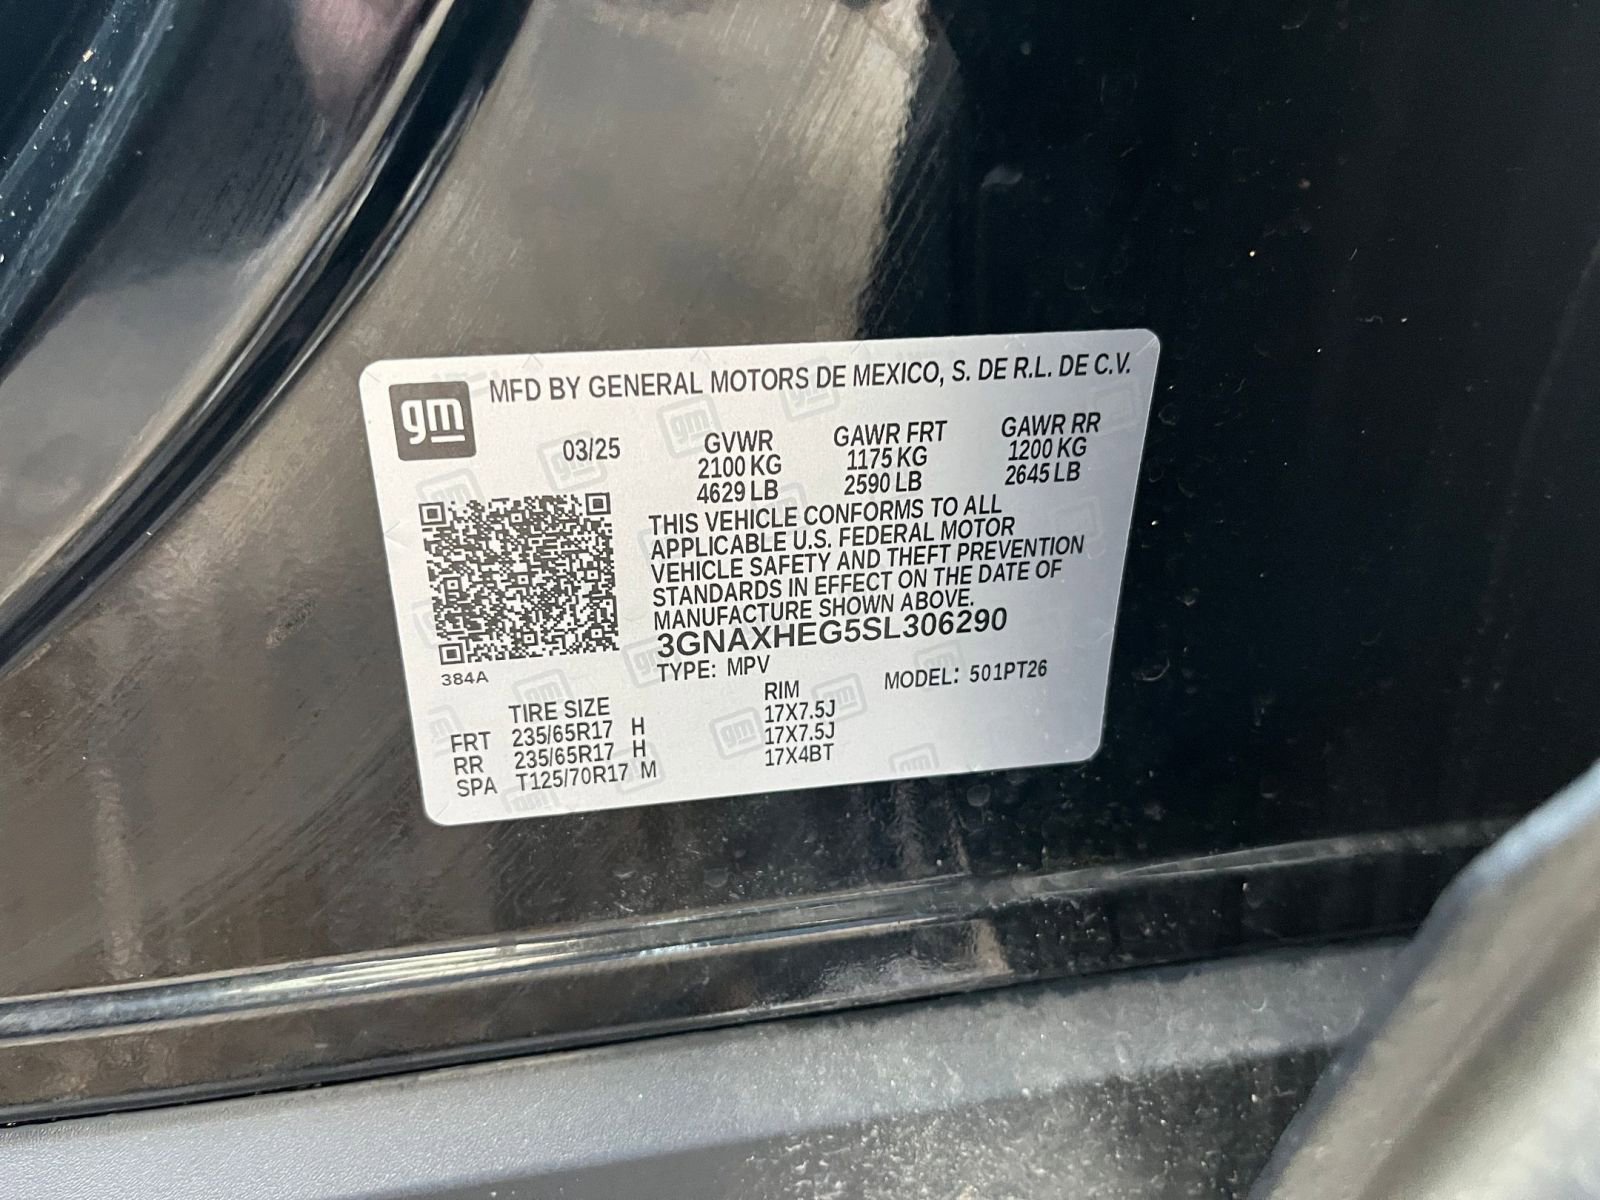 gm
MFD BY GENERAL MOTORS DE MEXICO, S. DE R.L. DE C.V.
03/25
GVWR GAWR FRT GAWR RR
2100 KG 1175 KG 1200 KG
4629 LB 2590 LB 2645 LB
THIS VEHICLE CONFORMS TO ALL
APPLICABLE U.S. FEDERAL MOTOR
VEHICLE SAFETY AND THEFT PREVENTION
STANDARDS IN EFFECT ON THE DATE OF
MANUFACTURE SHOWN ABOVE.
3GNAXHEG5SL306290
384A
TYPE: MPV MODEL: 501PT26
TIRE SIZE RIM
FRT 235/65R17 H 17X7.5J
RR 235/65R17 H 17X7.5J
SPA T125/70R17 M 17X4BT